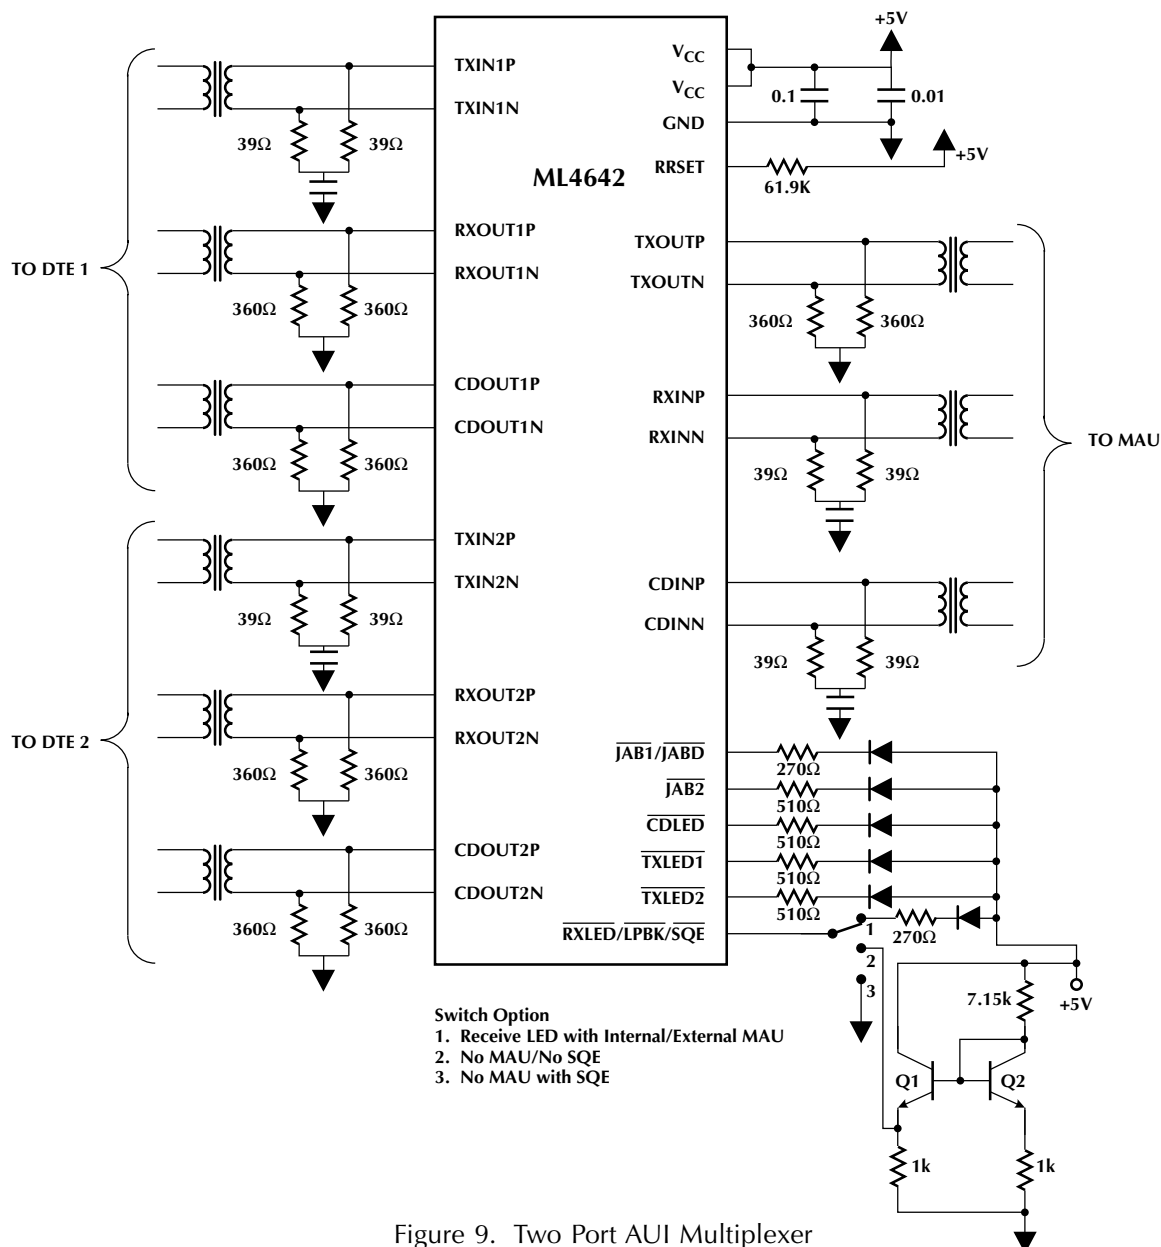 TO DTE 1
TXIN1P
TXIN1N
39Ω 39Ω
RXOUT1P
RXOUT1N
360Ω 360Ω
CDOUT1P
CDOUT1N
360Ω 360Ω
TO DTE 2
TXIN2P
TXIN2N
39Ω 39Ω
RXOUT2P
RXOUT2N
360Ω 360Ω
CDOUT2P
CDOUT2N
360Ω 360Ω
ML4642
VCC
VCC
GND
RRSET
+5V
0.1 0.01
+5V
61.9K
TXOUTP
TXOUTN
360Ω 360Ω
RXINP
RXINN
39Ω 39Ω
CDINP
CDINN
39Ω 39Ω
TO MAU
JAB1/JABD
270Ω
JAB2
510Ω
CDLED
510Ω
TXLED1
510Ω
TXLED2
510Ω
RXLED/LPBK/SQE
1
270Ω
2
3
7.15k
+5V
Q1 Q2
1k 1k
Switch Option
1. Receive LED with Internal/External MAU
2. No MAU/No SQE
3. No MAU with SQE
Figure 9. Two Port AUI Multiplexer